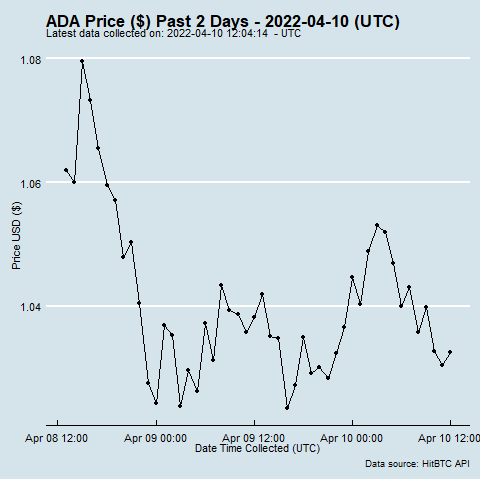 ADA Price ($) Past 2 Days - 2022-04-10 (UTC)
Latest data collected on: 2022-04-10 12:04:14 - UTC
1.08
1.06
1.04
Price USD ($)
Apr 08 12:00 Apr 09 00:00 Apr 09 12:00 Apr 10 00:00 Apr 10 12:00
Date Time Collected (UTC)
Data source: HitBTC API